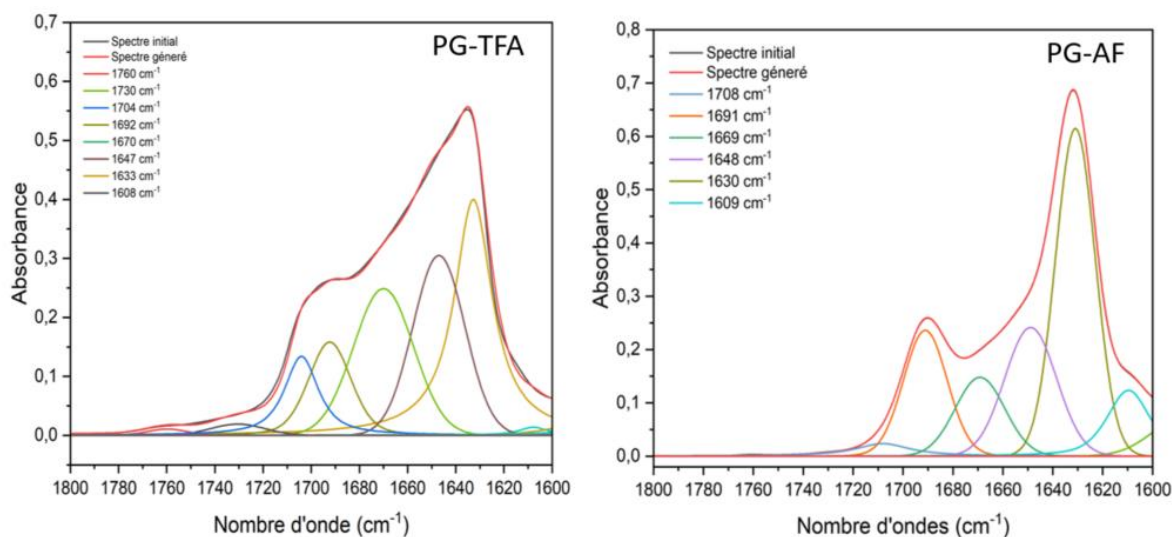 PG-TFA
Spectre initial
Spectre généré
1760 cm⁻¹
1730 cm⁻¹
1704 cm⁻¹
1692 cm⁻¹
1670 cm⁻¹
1647 cm⁻¹
1633 cm⁻¹
1608 cm⁻¹
Absorbance
0,7
0,6
0,5
0,4
0,3
0,2
0,1
0,0
1800 1780 1760 1740 1720 1700 1680 1660 1640 1620 1600
Nombre d'onde (cm⁻¹)
PG-AF
Spectre initial
Spectre géneré
1708 cm⁻¹
1691 cm⁻¹
1669 cm⁻¹
1648 cm⁻¹
1630 cm⁻¹
1609 cm⁻¹
Absorbance
0,8
0,7
0,6
0,5
0,4
0,3
0,2
0,1
0,0
1800 1780 1760 1740 1720 1700 1680 1660 1640 1620 1600
Nombre d'ondes (cm⁻¹)